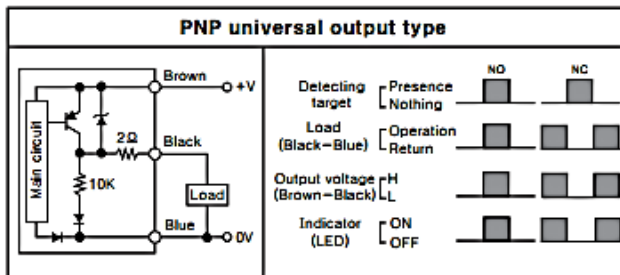 PNP universal output type
Main circuit
Brown
+V
2Ω
Black
10K
Load
Blue
0V
NO
NC
Detecting target
Presence
Nothing
Load
(Black-Blue)
Operation
Return
Output voltage
(Brown-Black)
H
L
Indicator
(LED)
ON
OFF